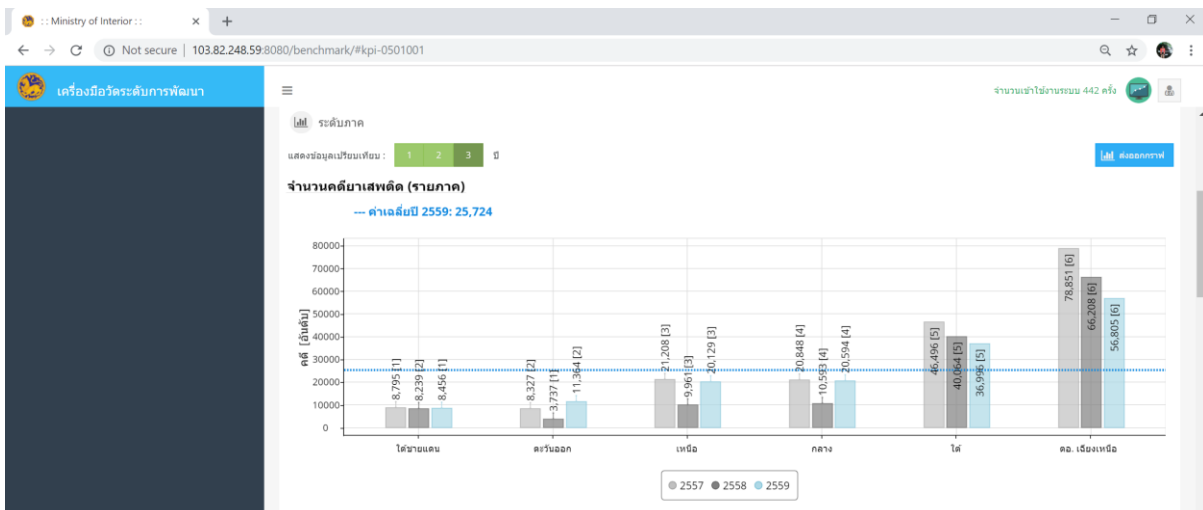 : : Ministry of Interior : :
Not secure | 103.82.248.59:8080/benchmark/#kpi-0501001
เครื่องมือวัดระดับการพัฒนา
จำนวนเข้าใช้งานระบบ 442 ครั้ง
ระดับภาค
แสดงข้อมูลเปรียบเทียบ : 1 2 3 ปี
ส่งออกกราฟ
จำนวนคดียาเสพติด (รายภาค)
--- ค่าเฉลี่ยปี 2559: 25,724
คดี [อันดับ]
80000
70000
60000
50000
40000
30000
20000
10000
0
8,795 [1]
8,239 [2]
8,456 [1]
8,327 [2]
3,737 [1]
11,364 [2]
21,208 [3]
9,961 [3]
20,129 [3]
20,848 [4]
10,593 [4]
20,594 [4]
46,496 [5]
40,064 [5]
36,996 [5]
78,851 [6]
66,208 [6]
56,805 [6]
ใต้ชายแดน
ตะวันออก
เหนือ
กลาง
ใต้
ตอ. เฉียงเหนือ
2557 2558 2559